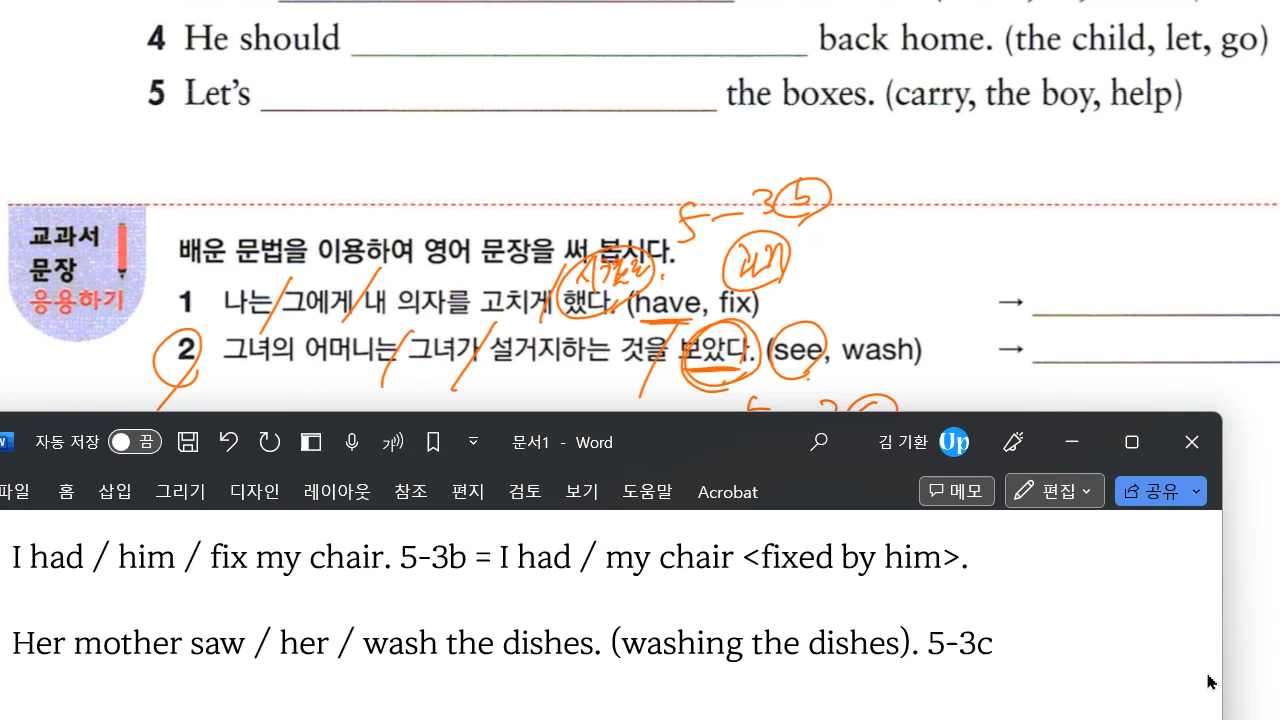 4 He should ____ back home. (the child, let, go)
5 Let's ____ the boxes. (carry, the boy, help)
5-3b
교과서
문장
응용하기
배운 문법을 이용하여 영어 문장을 써 봅시다.
과거
1 나는 그에게 내 의자를 고치게 했다. (have, fix) →
2 그녀의 어머니는 그녀가 설거지하는 것을 보았다. (see, wash) →
자동 저장 끔 가)) 문서1 - Word 김 기환 Up
파일 홈 삽입 그리기 디자인 레이아웃 참조 편지 검토 보기 도움말 Acrobat 메모 편집 공유
I had / him / fix my chair. 5-3b = I had / my chair <fixed by him>.
Her mother saw / her / wash the dishes. (washing the dishes). 5-3c